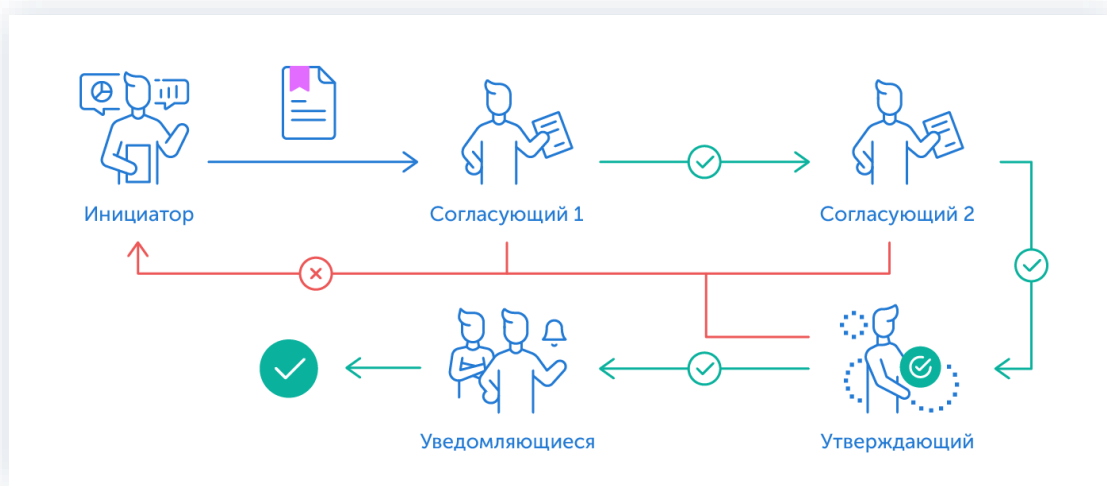 Инициатор
Согласующий 1
Согласующий 2
Уведомляющиеся
Утверждающий